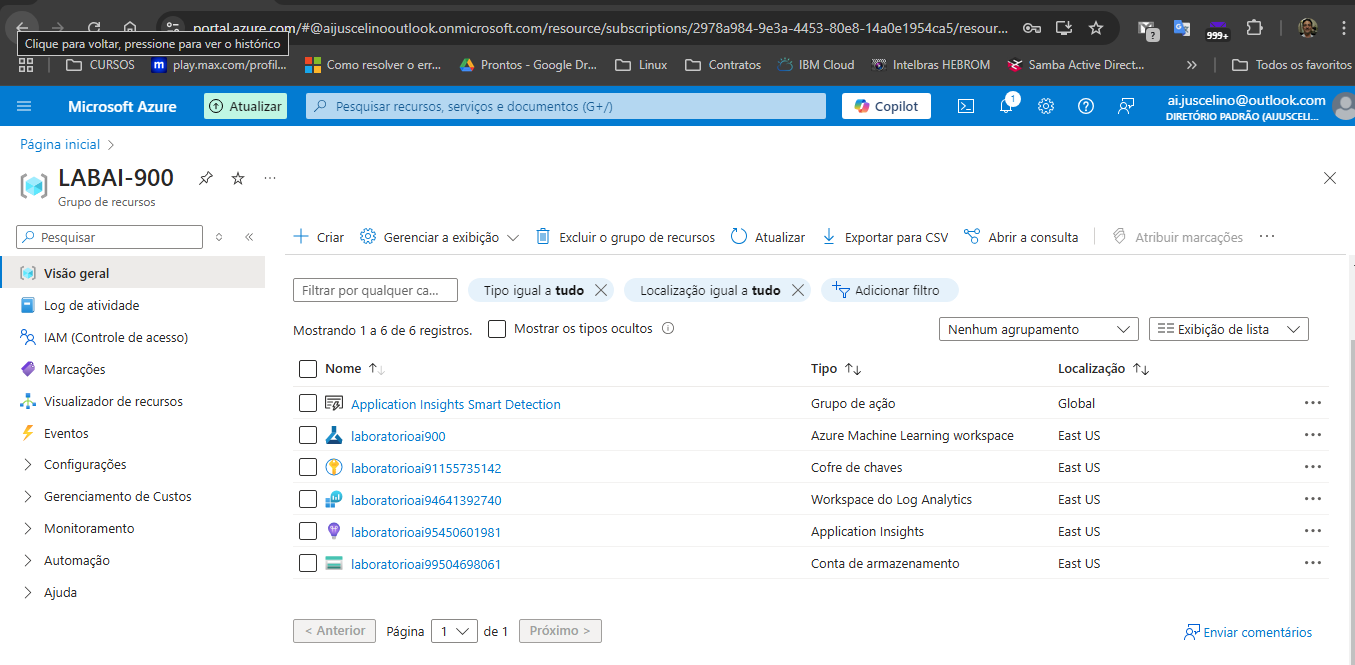 portal.azure.com/#@aijuscelinooutlook.onmicrosoft.com/resource/subscriptions/2978a984-9e3a-4453-80e8-14a0e1954ca5/resour...
?
999+
Clique para voltar, pressione para ver o histórico
CURSOS
m play.max.com/profil...
Como resolver o err...
Prontos - Google Dr...
Linux
Contratos
IBM Cloud
Intelbras HEBROM
Samba Active Direct...
»
Todos os favoritos
Microsoft Azure
Atualizar
Pesquisar recursos, serviços e documentos (G+/)
Copilot
1
ai.juscelino@outlook.com
DIRETÓRIO PADRÃO (AIJUSCELI...
Página inicial >
LABAI-900
...
Grupo de recursos
Pesquisar
«
Criar
Gerenciar a exibição
Excluir o grupo de recursos
Atualizar
Exportar para CSV
Abrir a consulta
Atribuir marcações
...
Visão geral
Log de atividade
IAM (Controle de acesso)
Marcações
Visualizador de recursos
Eventos
Configurações
Gerenciamento de Custos
Monitoramento
Automação
Ajuda
Filtrar por qualquer ca...
Tipo igual a tudo
Localização igual a tudo
Adicionar filtro
Mostrando 1 a 6 de 6 registros.
Mostrar os tipos ocultos
Nenhum agrupamento
Exibição de lista
Nome ↑↓ Tipo ↑↓ Localização ↑↓
Application Insights Smart Detection Grupo de ação Global ...
laboratorioai900 Azure Machine Learning workspace East US ...
laboratorioai91155735142 Cofre de chaves East US ...
laboratorioai94641392740 Workspace do Log Analytics East US ...
laboratorioai95450601981 Application Insights East US ...
laboratorioai99504698061 Conta de armazenamento East US ...
< Anterior Página 1 de 1 Próximo >
Enviar comentários